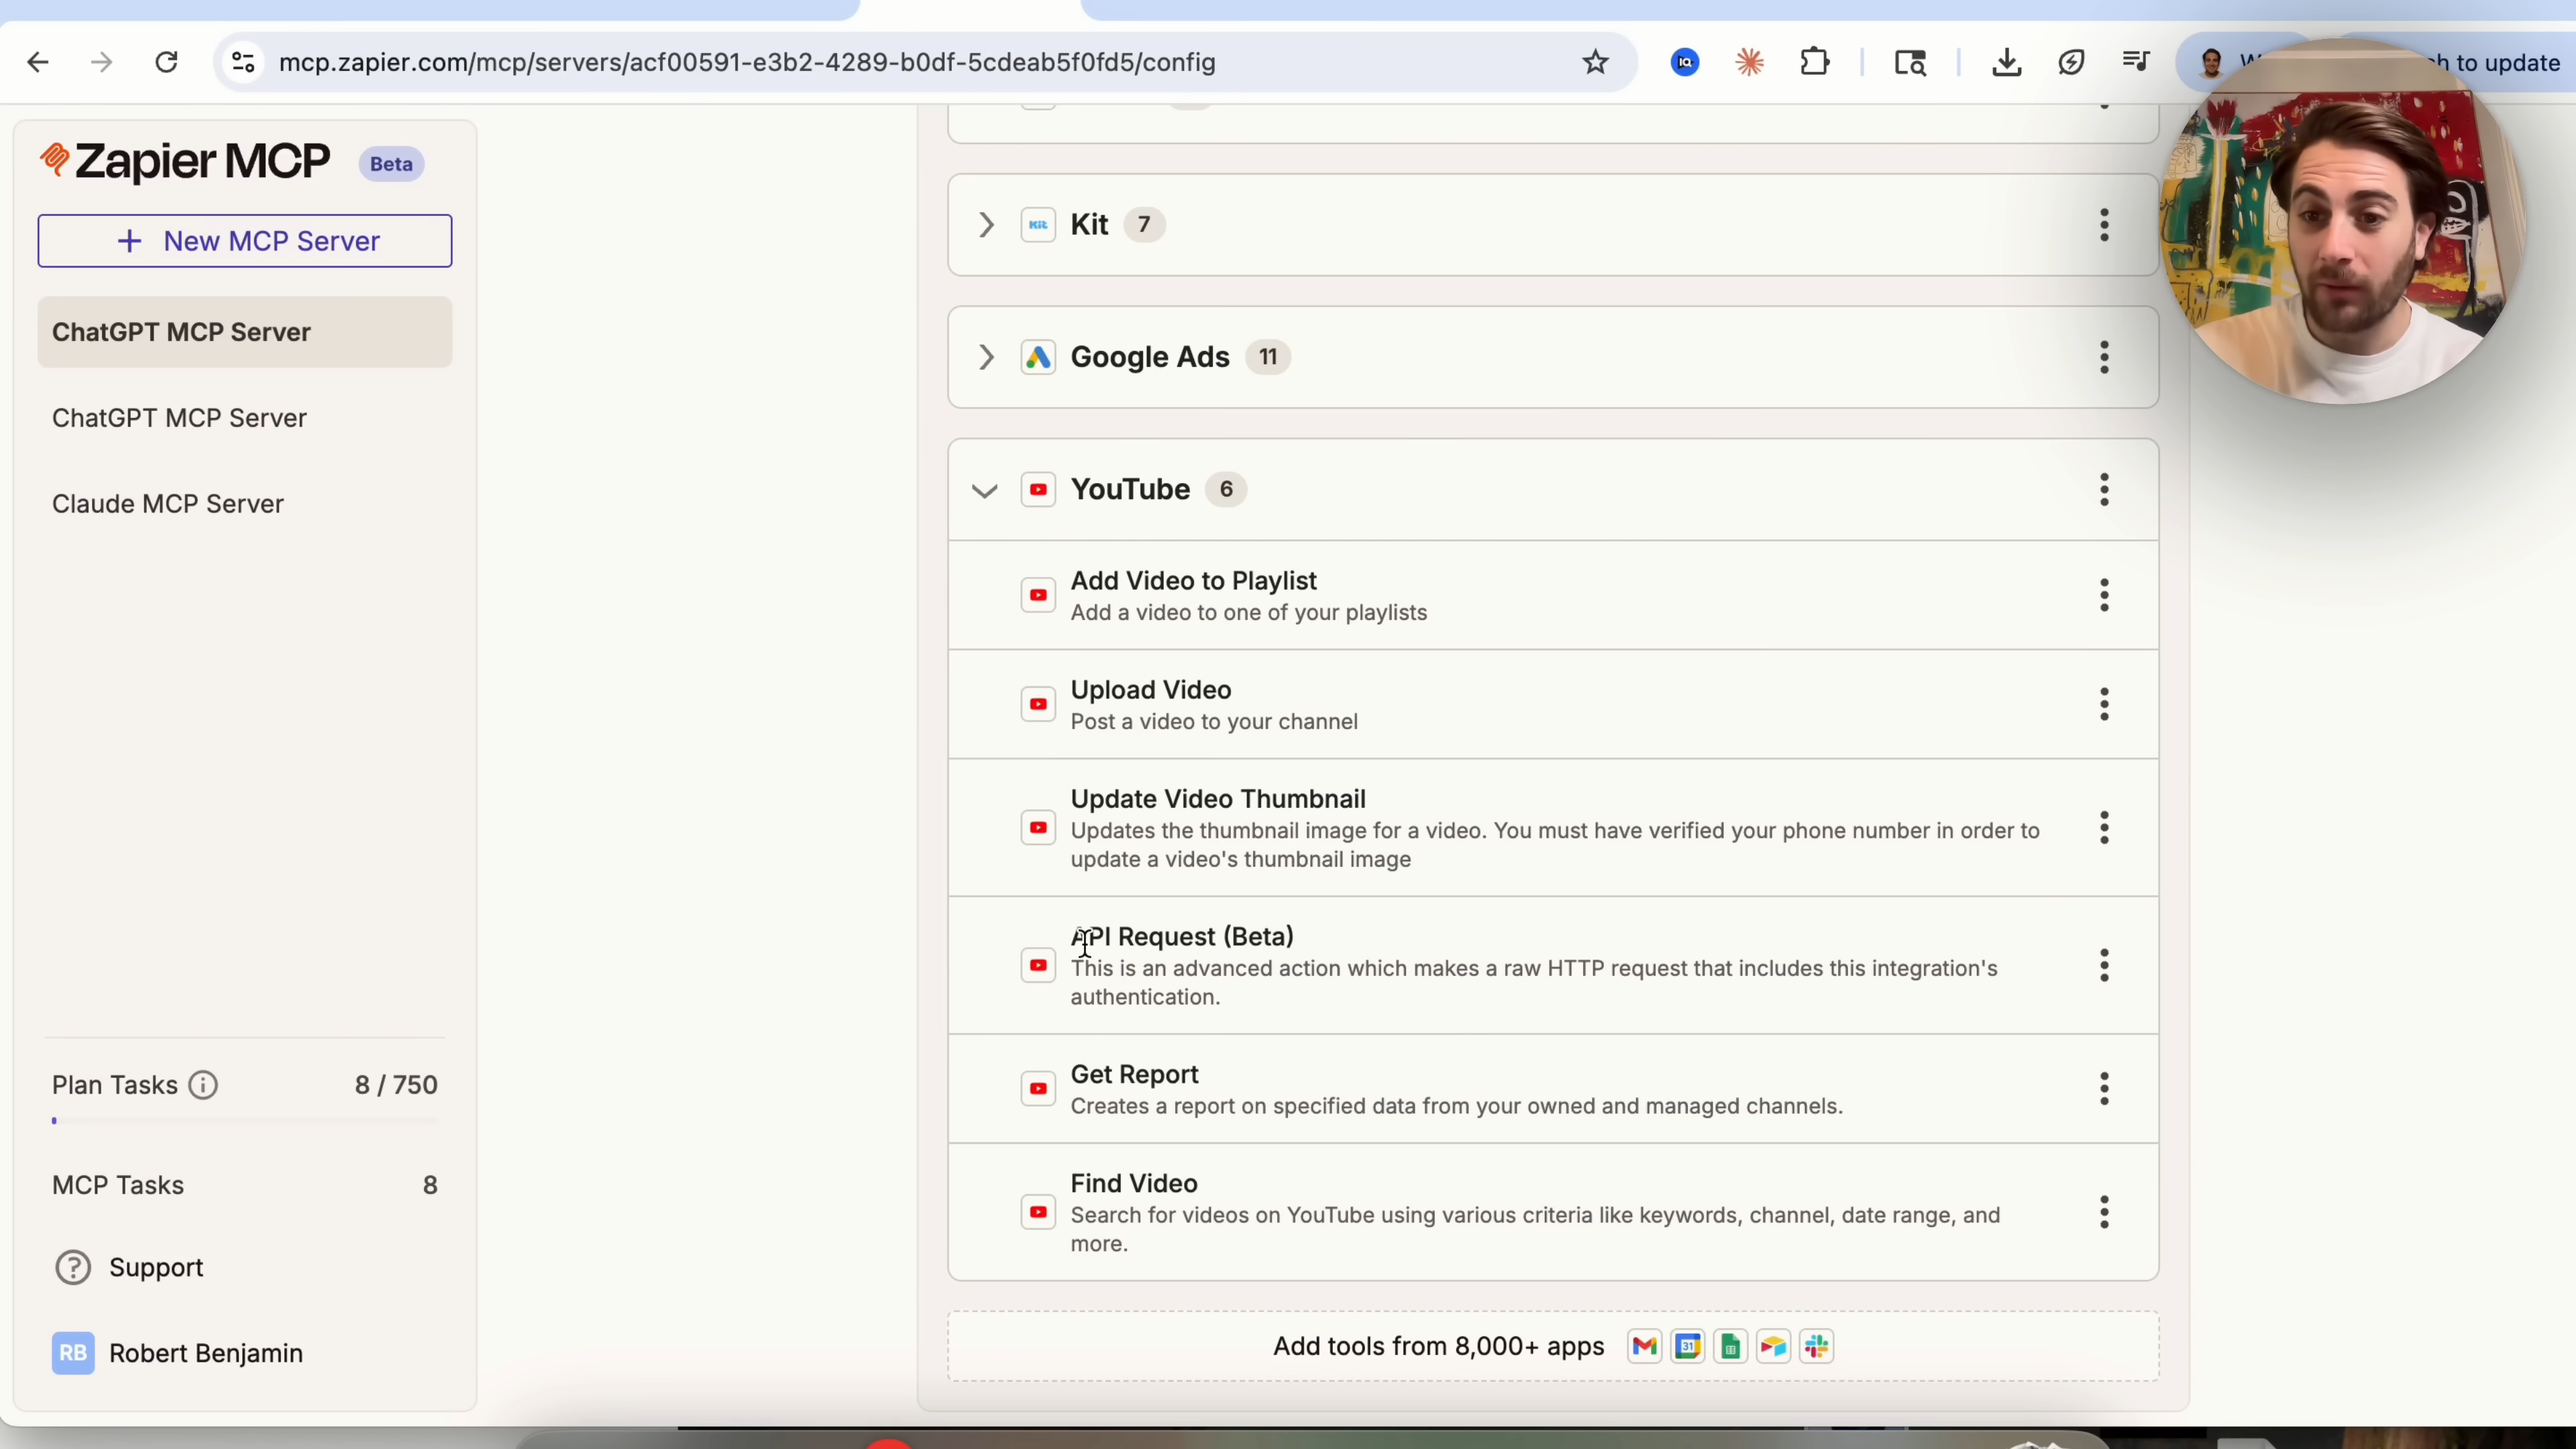 mcp.zapier.com/mcp/servers/acf00591-e3b2-4289-b0df-5cdeab5f0fd5/config
to update
Zapier MCP Beta
+ New MCP Server
ChatGPT MCP Server
ChatGPT MCP Server
Claude MCP Server
Plan Tasks 8 / 750
MCP Tasks 8
Support
RB Robert Benjamin
Kit Kit 7
Google Ads 11
YouTube 6
Add Video to Playlist
Add a video to one of your playlists
Upload Video
Post a video to your channel
Update Video Thumbnail
Updates the thumbnail image for a video. You must have verified your phone number in order to
update a video's thumbnail image
API Request (Beta)
This is an advanced action which makes a raw HTTP request that includes this integration's
authentication.
Get Report
Creates a report on specified data from your owned and managed channels.
Find Video
Search for videos on YouTube using various criteria like keywords, channel, date range, and
more.
Add tools from 8,000+ apps 31